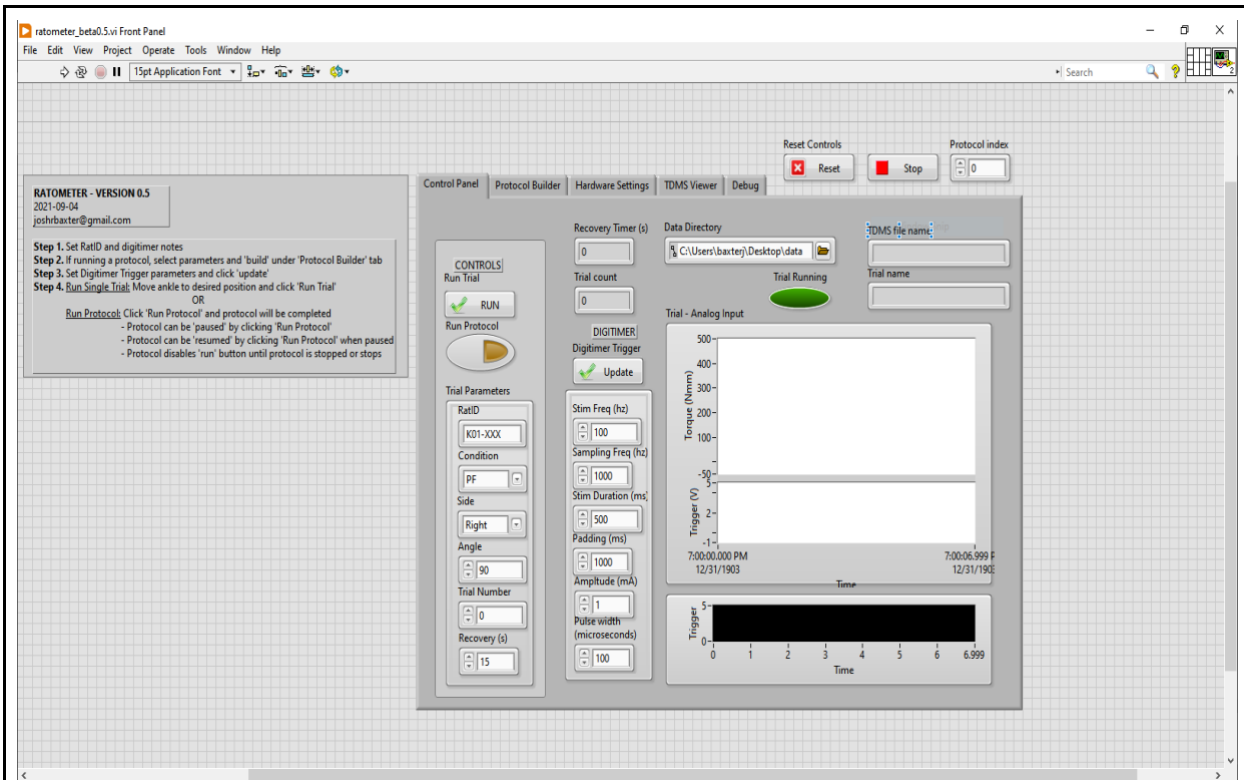 ratometer_beta0.5.vi Front Panel
File Edit View Project Operate Tools Window Help
15pt Application Font
Search
2
Reset Controls
Reset
Stop
Protocol index
0
RATOMETER - VERSION 0.5
2021-09-04
joshrbaxter@gmail.com
Step 1. Set RatID and digitimer notes
Step 2. If running a protocol, select parameters and 'build' under 'Protocol Builder' tab
Step 3. Set Digitimer Trigger parameters and click 'update'
Step 4. Run Single Trial: Move ankle to desired position and click 'Run Trial'
OR
Run Protocol: Click 'Run Protocol' and protocol will be completed
- Protocol can be 'paused' by clicking 'Run Protocol'
- Protocol can be 'resumed' by clicking 'Run Protocol' when paused
- Protocol disables 'run' button until protocol is stopped or stops
Control Panel Protocol Builder Hardware Settings TDMS Viewer Debug
CONTROLS
Run Trial
RUN
Run Protocol
Trial Parameters
RatID
K01-XXX
Condition
PF
Side
Right
Angle
90
Trial Number
0
Recovery (s)
15
Recovery Timer (s)
0
Trial count
0
DIGITIMER
Digitimer Trigger
Update
Stim Freq (hz)
100
Sampling Freq (hz)
1000
Stim Duration (ms)
500
Padding (ms)
1000
Ampltude (mA)
1
Pulse width
(microseconds)
100
Data Directory
C:\Users\baxterj\Desktop\data
Trial Running
TDMS file name
Trial name
Trial - Analog Input
Torque (Nmm)
500
400
300
200
100
-50
Trigger (V)
5
2
-1
7:00:00.000 PM
12/31/1903
7:00:06.999 P
12/31/190
Time
Trigger
5
0
0 1 2 3 4 5 6 6.999
Time